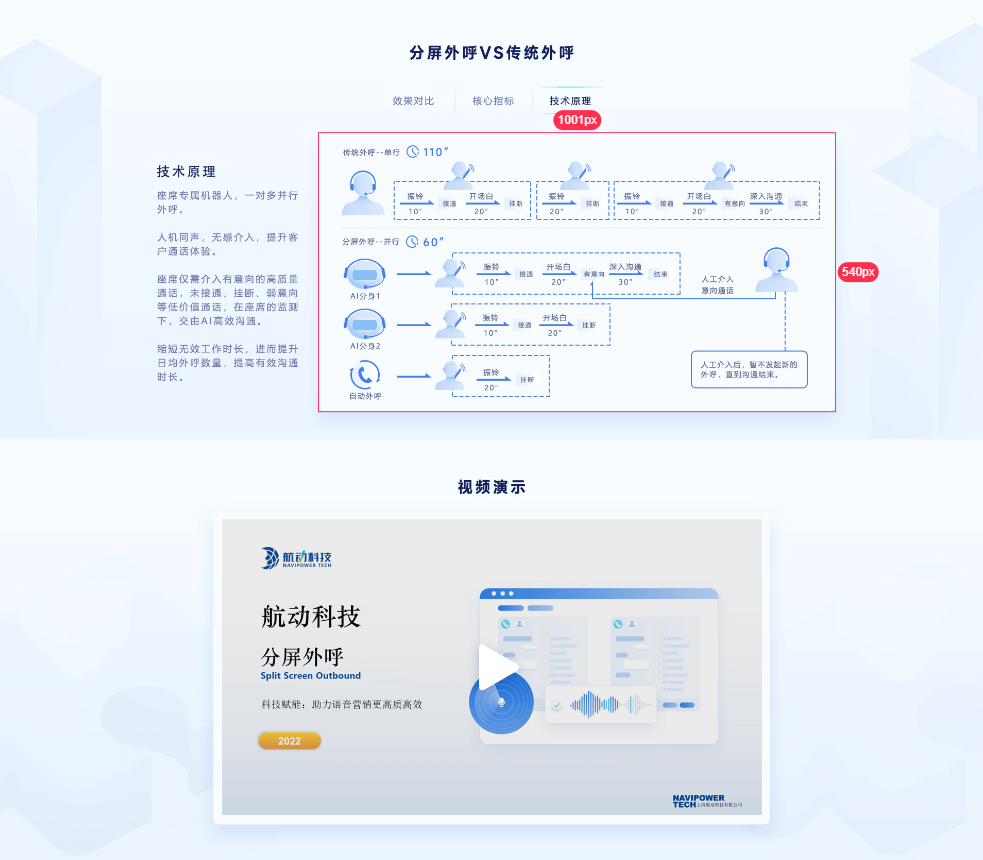 分屏外呼VS传统外呼
效果对比
核心指标
技术原理
1001px
技术原理
座席专属机器人，一对多并行
外呼。
人机同声，无感介入，提升客
户通话体验。
座席仅需介入有意向的高质量
通话，未接通、挂断、弱意向
等低价值通话，在座席的监测
下，交由AI高效沟通。
缩短无效工作时长，进而提升
日均外呼数量，提高有效沟通
时长。
传统外呼--单行 110″
振铃 10″ 接通 开场白 20″ 挂断
振铃 20″ 挂断
振铃 10″ 接通 开场白 20″ 有意向 深入沟通 30″ 结束
分屏外呼--并行 60″
AI分身1
振铃 10″ 接通 开场白 20″ 有意向 深入沟通 30″ 结束
人工介入
意向通话
540px
AI分身2
振铃 10″ 接通 开场白 20″ 挂断
自动外呼
振铃 20″ 挂断
人工介入后，暂不发起新的
外呼，直到沟通结束。
视频演示
航动科技
NAVIPOWER TECH
航动科技
分屏外呼
Split Screen Outbound
科技赋能：助力语音营销更高质高效
2022
NAVIPOWER
TECH 上海航动科技有限公司